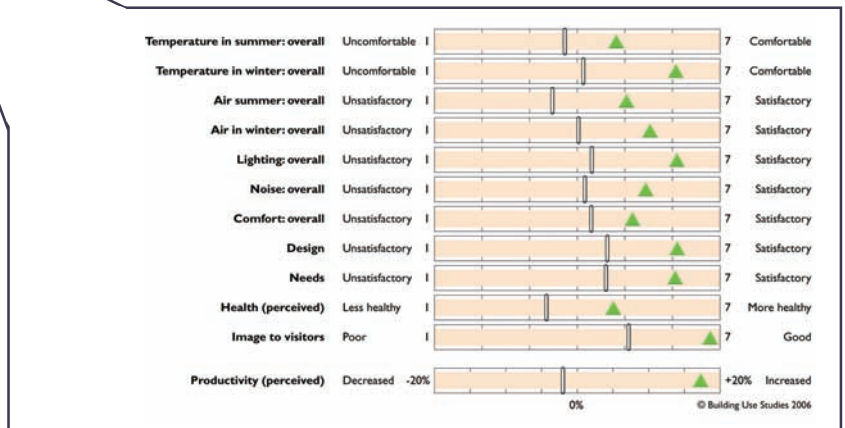 Temperature in summer: overall Uncomfortable 1 7 Comfortable
Temperature in winter: overall Uncomfortable 1 7 Comfortable
Air summer: overall Unsatisfactory 1 7 Satisfactory
Air in winter: overall Unsatisfactory 1 7 Satisfactory
Lighting: overall Unsatisfactory 1 7 Satisfactory
Noise: overall Unsatisfactory 1 7 Satisfactory
Comfort: overall Unsatisfactory 1 7 Satisfactory
Design Unsatisfactory 1 7 Satisfactory
Needs Unsatisfactory 1 7 Satisfactory
Health (perceived) Less healthy 1 7 More healthy
Image to visitors Poor 1 7 Good
Productivity (perceived) Decreased -20% +20% Increased
0% © Building Use Studies 2006